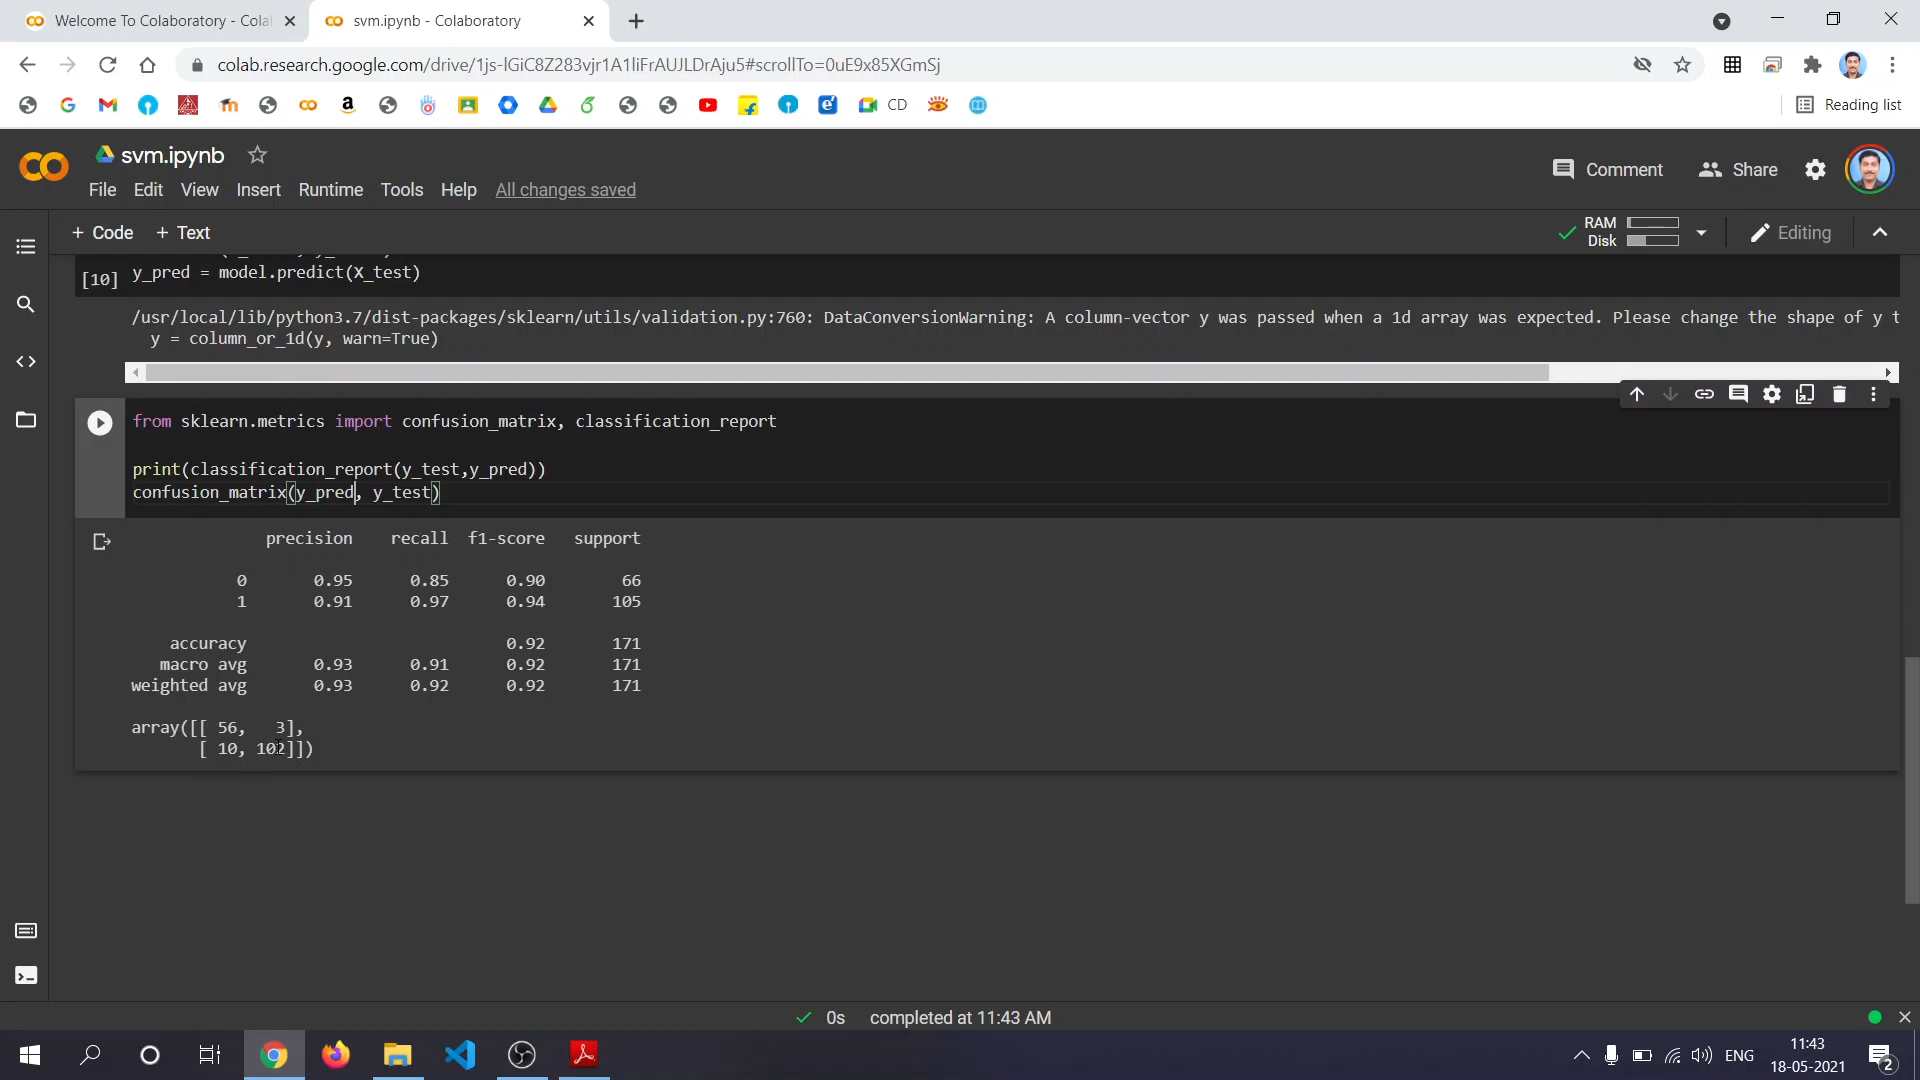 Welcome To Colaboratory - Cola
svm.ipynb - Colaboratory
colab.research.google.com/drive/1js-lGiC8Z283vjr1A1liFrAUJLDrAju5#scrollTo=0uE9x85XGmSj
CD
Reading list
svm.ipynb
File Edit View Insert Runtime Tools Help All changes saved
Comment Share
+ Code + Text
RAM
Disk
Editing
[10]
y_pred = model.predict(X_test)
/usr/local/lib/python3.7/dist-packages/sklearn/utils/validation.py:760: DataConversionWarning: A column-vector y was passed when a 1d array was expected. Please change the shape of y t
y = column_or_1d(y, warn=True)
from sklearn.metrics import confusion_matrix, classification_report
print(classification_report(y_test,y_pred))
confusion_matrix(y_pred, y_test)
precision recall f1-score support
0 0.95 0.85 0.90 66
1 0.91 0.97 0.94 105
accuracy 0.92 171
macro avg 0.93 0.91 0.92 171
weighted avg 0.93 0.92 0.92 171
array([[ 56, 3],
[ 10, 102]])
0s completed at 11:43 AM
ENG
11:43
18-05-2021
2